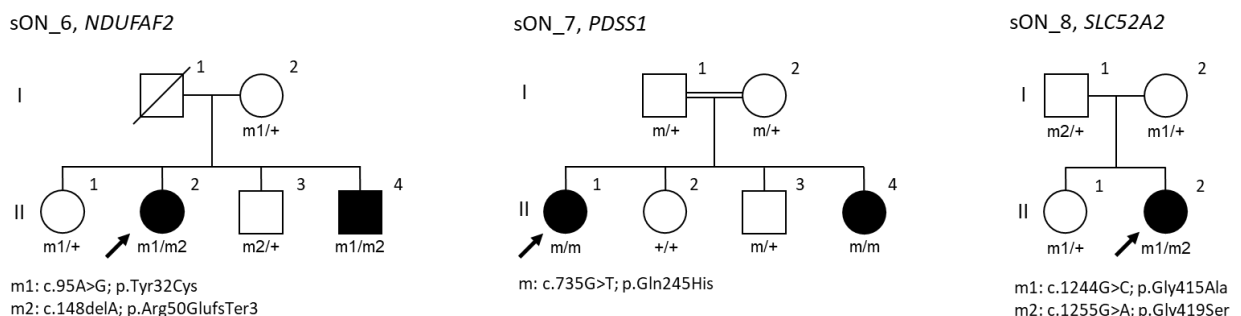 sON_6, NDUFAF2
I
1
2
m1/+
II
1
2
3
4
m1/+
m1/m2
m2/+
m1/m2
m1: c.95A>G; p.Tyr32Cys
m2: c.148delA; p.Arg50GlufsTer3
sON_7, PDSS1
I
1
2
m/+
m/+
II
1
2
3
4
m/m
+/+
m/+
m/m
m: c.735G>T; p.Gln245His
sON_8, SLC52A2
I
1
2
m2/+
m1/+
II
1
2
m1/+
m1/m2
m1: c.1244G>C; p.Gly415Ala
m2: c.1255G>A; p.Gly419Ser